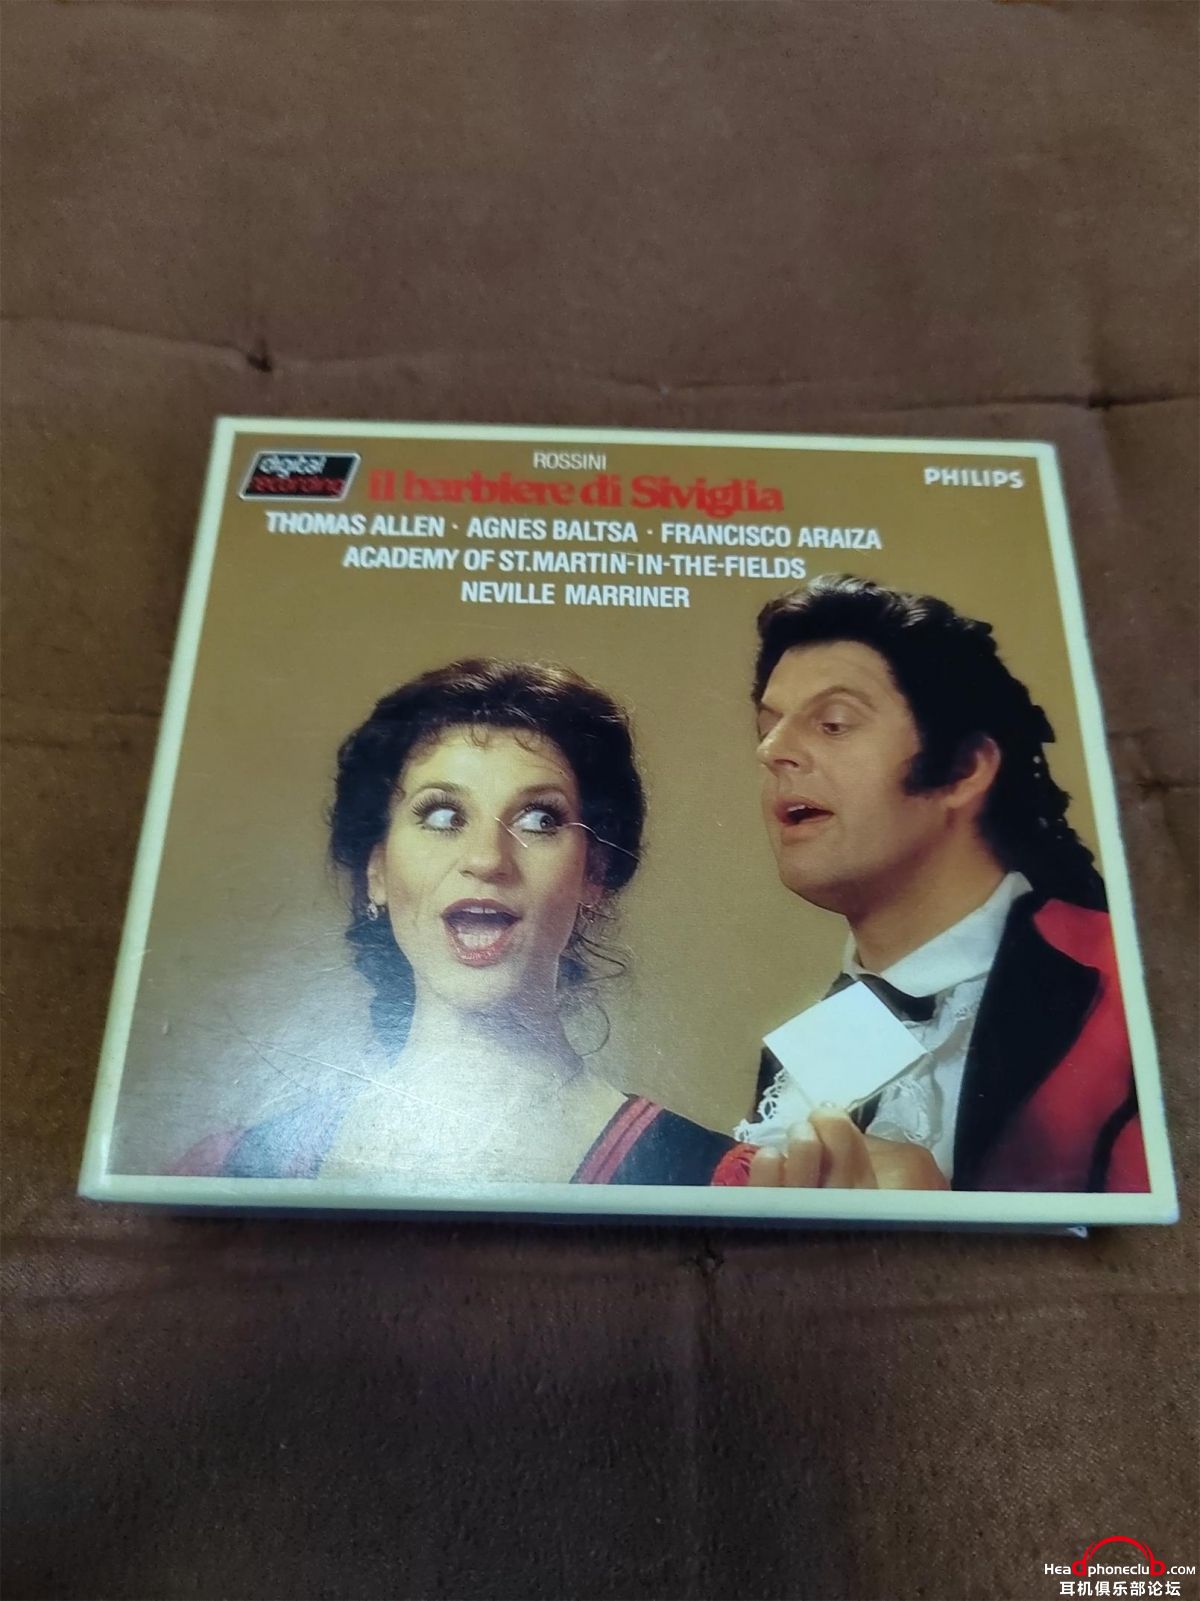 digital
recording
ROSSINI
il barbiere di Siviglia
PHILIPS
THOMAS ALLEN · AGNES BALTSA · FRANCISCO ARAIZA
ACADEMY OF ST.MARTIN-IN-THE-FIELDS
NEVILLE MARRINER
Headphoneclub.com
耳机俱乐部论坛